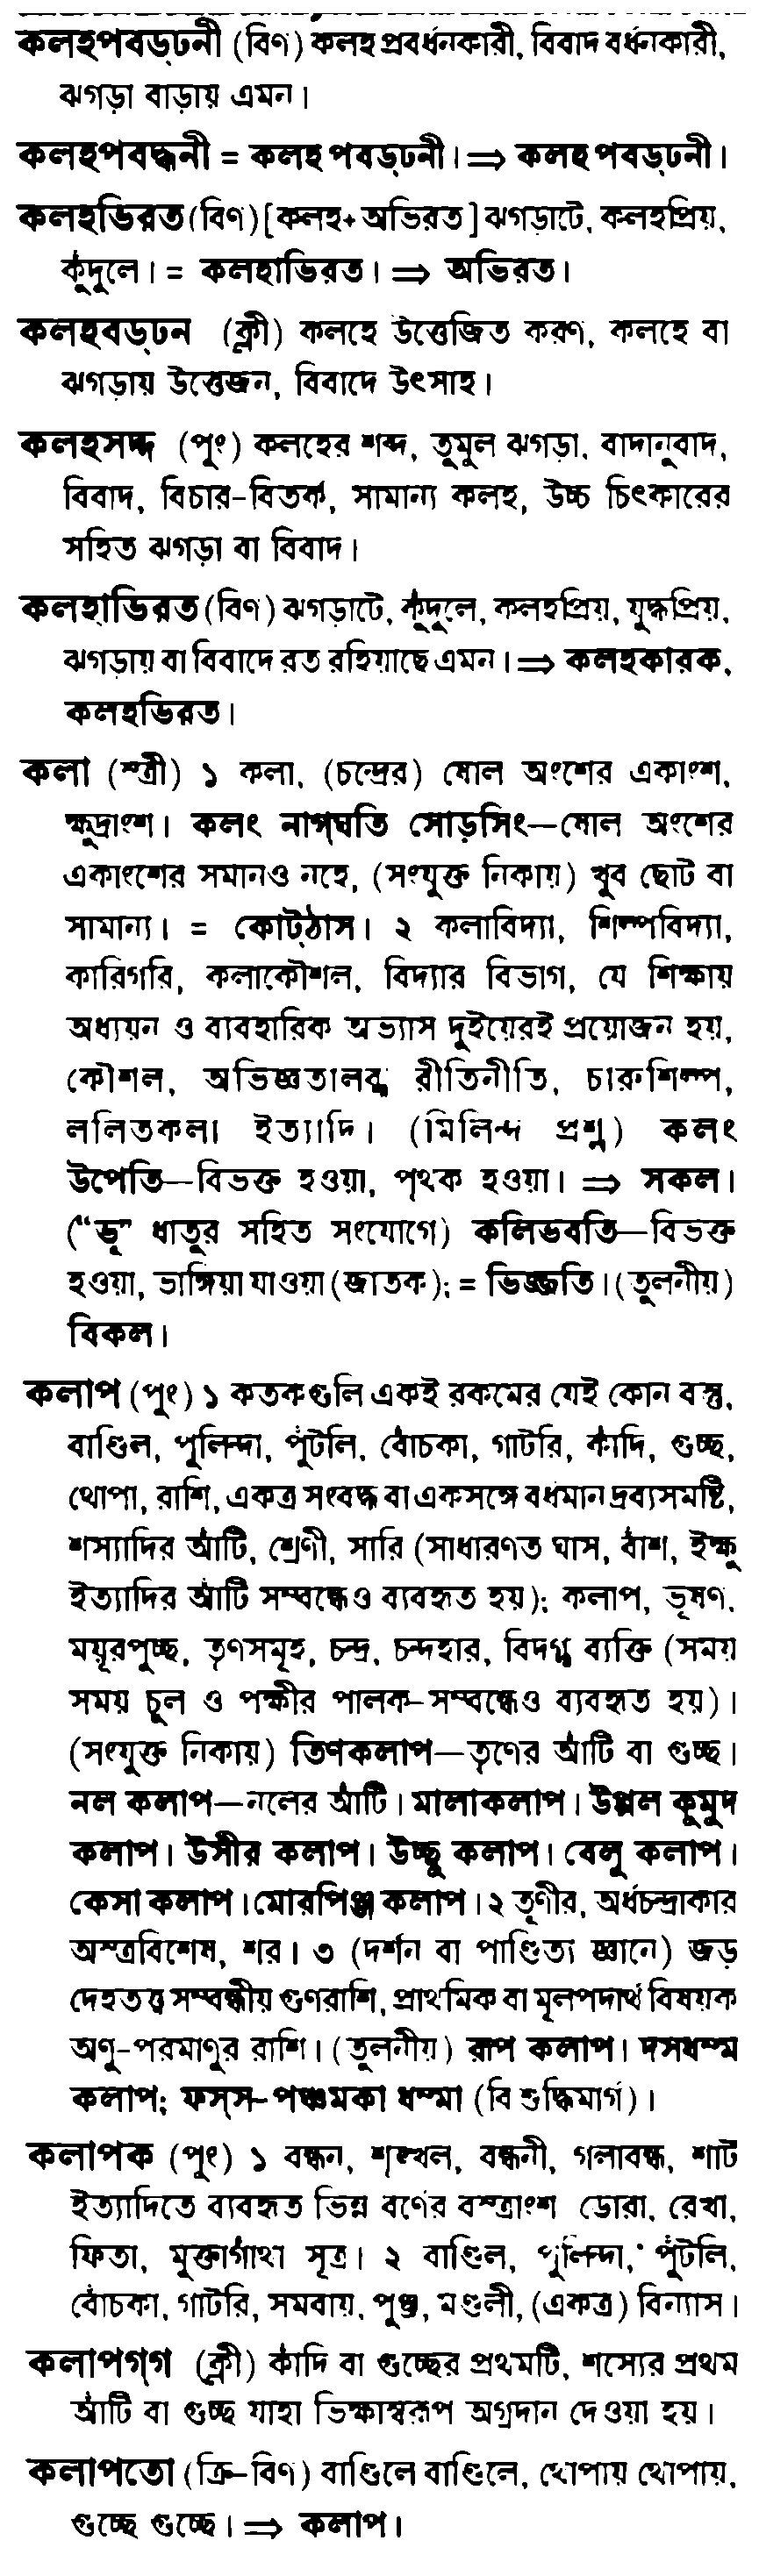 কলহপবড্ঢনী (বিণ) কলহ প্রবর্ধনকারী, বিবাদ বর্ধনকারী,
ঝগড়া বাড়ায় এমন।
কলহপবদ্ধনী = কলহ পবড্ঢনী। ⇒ কলহ পবড্ঢনী।
কলহভিরত (বিণ) [কলহ+অভিরত] ঝগড়াটে, কলহপ্রিয়,
কুঁদুলে। = কলহাভিরত। ⇒ অভিরত।
কলহবড্ঢন (ক্লী) কলহে উত্তেজিত করণ, কলহে বা
ঝগড়ায় উত্তেজন, বিবাদে উৎসাহ।
কলহসদ্দ (পুং) কলহের শব্দ, তুমুল ঝগড়া, বাদানুবাদ,
বিবাদ, বিচার-বিতর্ক, সামান্য কলহ, উচ্চ চিৎকারের
সহিত ঝগড়া বা বিবাদ।
কলহাভিরত (বিণ) ঝগড়াটে, কুঁদুলে, কলহপ্রিয়, যুদ্ধপ্রিয়,
ঝগড়ায় বা বিবাদে রত রহিয়াছে এমন। ⇒ কলহকারক,
কলহভিরত।
কলা (স্ত্রী) ১ কলা, (চন্দ্রের) ষোল অংশের একাংশ,
ক্ষুদ্রাংশ। কলং নাগ্ঘতি সোড়সিং—ষোল অংশের
একাংশের সমানও নহে, (সংযুক্ত নিকায়) খুব ছোট বা
সামান্য। = কোট্ঠাস। ২ কলাবিদ্যা, শিল্পবিদ্যা,
কারিগরি, কলাকৌশল, বিদ্যার বিভাগ, যে শিক্ষায়
অধ্যয়ন ও ব্যবহারিক অভ্যাস দুইয়েরই প্রয়োজন হয়,
কৌশল, অভিজ্ঞতালব্ধ রীতিনীতি, চারুশিল্প,
ললিতকলা ইত্যাদি। (মিলিন্দ প্রশ্ন) কলং
উপেতি—বিভক্ত হওয়া, পৃথক হওয়া। ⇒ সকল।
("ভূ" ধাতুর সহিত সংযোগে) কলিভবতি—বিভক্ত
হওয়া, ভাঙ্গিয়া যাওয়া (জাতক); = ভিজ্জতি। (তুলনীয়)
বিকল।
কলাপ (পুং) ১ কতকগুলি একই রকমের যেই কোন বস্তু,
বাণ্ডিল, পুলিন্দা, পুঁটলি, বোঁচকা, গাটরি, কাঁদি, গুচ্ছ,
থোপা, রাশি, একত্র সংবদ্ধ বা একসঙ্গে বর্ধমান দ্রব্যসমষ্টি,
শস্যাদির আঁটি, শ্রেণী, সারি (সাধারণত ঘাস, বাঁশ, ইক্ষু
ইত্যাদির আঁটি সম্বন্ধেও ব্যবহৃত হয়); কলাপ, ভূষণ,
ময়ূরপুচ্ছ, তৃণসমূহ, চন্দ্র, চন্দহার, বিদগ্ধ ব্যক্তি (সময়
সময় চুল ও পক্ষীর পালক-সম্বন্ধেও ব্যবহৃত হয়)।
(সংযুক্ত নিকায়) তিণকলাপ—তৃণের আঁটি বা গুচ্ছ।
নল কলাপ—নলের আঁটি। মালাকলাপ। উপ্পল কুমুদ
কলাপ। উসীর কলাপ। উচ্ছু কলাপ। বেলু কলাপ।
কেসা কলাপ। মোরপিঞ্জ কলাপ। ২ তূণীর, অর্ধচন্দ্রাকার
অস্ত্রবিশেষ, শর। ৩ (দর্শন বা পাণ্ডিত্য জ্ঞানে) জড়
দেহতত্ত্ব সম্বন্ধীয় গুণরাশি, প্রাথমিক বা মূলপদার্থ বিষয়ক
অণু-পরমাণুর রাশি। (তুলনীয়) রূপ কলাপ। দসধম্ম
কলাপ; ফস্স-পঞ্চমকা ধম্মা (বিশুদ্ধিমার্গ)।
কলাপক (পুং) ১ বন্ধন, শৃঙ্খল, বন্ধনী, গলাবন্ধ, শাট
ইত্যাদিতে ব্যবহৃত ভিন্ন বর্ণের বস্ত্রাংশ ডোরা, রেখা,
ফিতা, মুক্তাগাঁথা সূত্র। ২ বাণ্ডিল, পুলিন্দা, পুঁটলি,
বোঁচকা, গাটরি, সমবায়, পুঞ্জ, মণ্ডলী, (একত্র) বিন্যাস।
কলাপগ্গ (ক্লী) কাঁদি বা গুচ্ছের প্রথমটি, শস্যের প্রথম
আঁটি বা গুচ্ছ যাহা ভিক্ষাস্বরূপ অগ্রদান দেওয়া হয়।
কলাপতো (ক্রি-বিণ) বাণ্ডিলে বাণ্ডিলে, থোপায় থোপায়,
গুচ্ছে গুচ্ছে। ⇒ কলাপ।